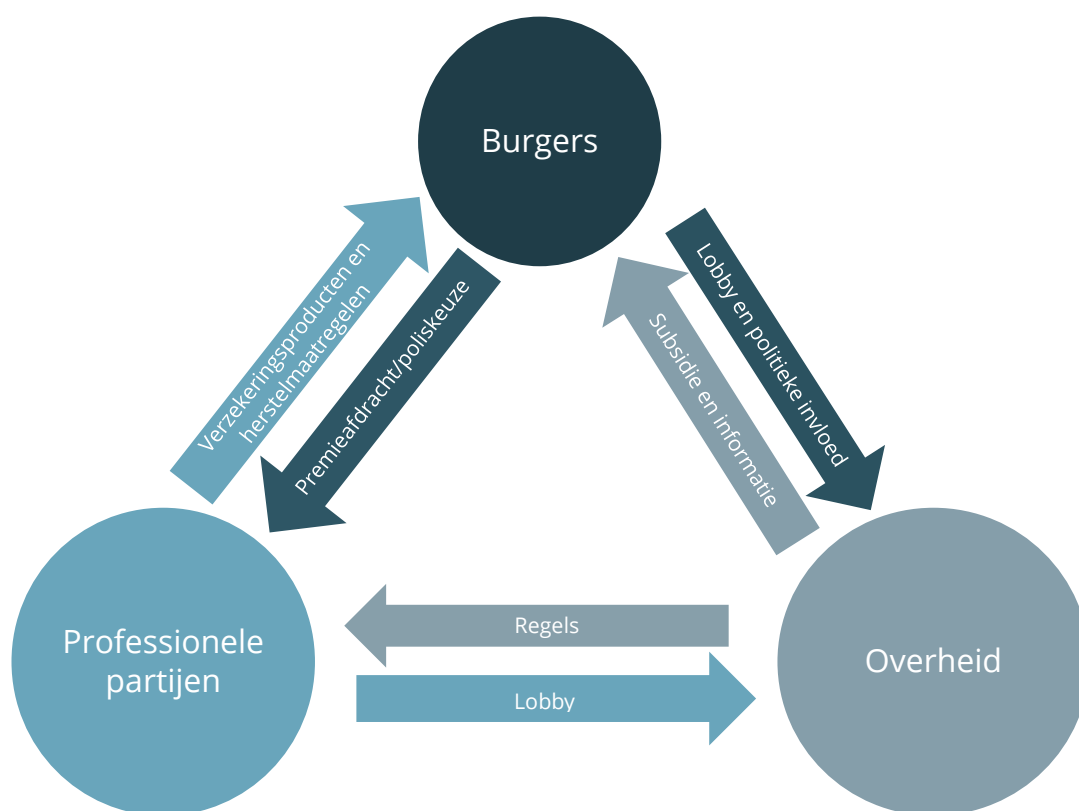 Burgers
Verzekeringsproducten en
herstelmaatregelen
Premieafdracht/poliskeuze
Lobby en politieke invloed
Subsidie en informatie
Professionele
partijen
Regels
Lobby
Overheid